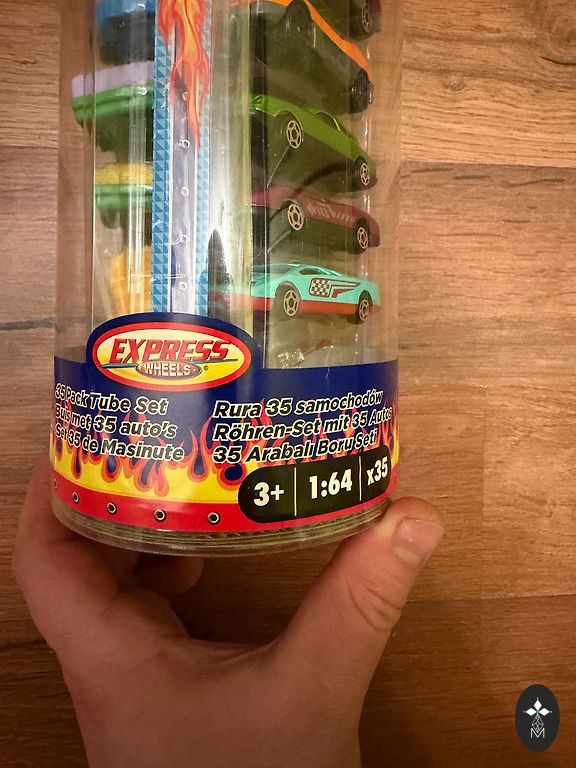 EXPRESS
WHEELS®
35 Pack Tube Set
Buis met 35 auto's
Set 35 de Masinute
Rura 35 samochodów
Röhren-Set mit 35 Autos
35 Arabalı Boru Seti
3+ 1:64 x35
M